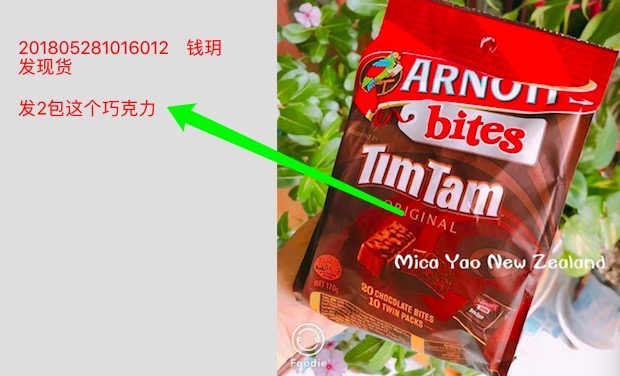 201805281016012 钱玥
发现货
发2包这个巧克力
ARNOTT'S
bites
TimTam
ORIGINAL
Mica Yao New Zealand
NET 170g
20 CHOCOLATE BITES
10 TWIN PACKS
Foodie